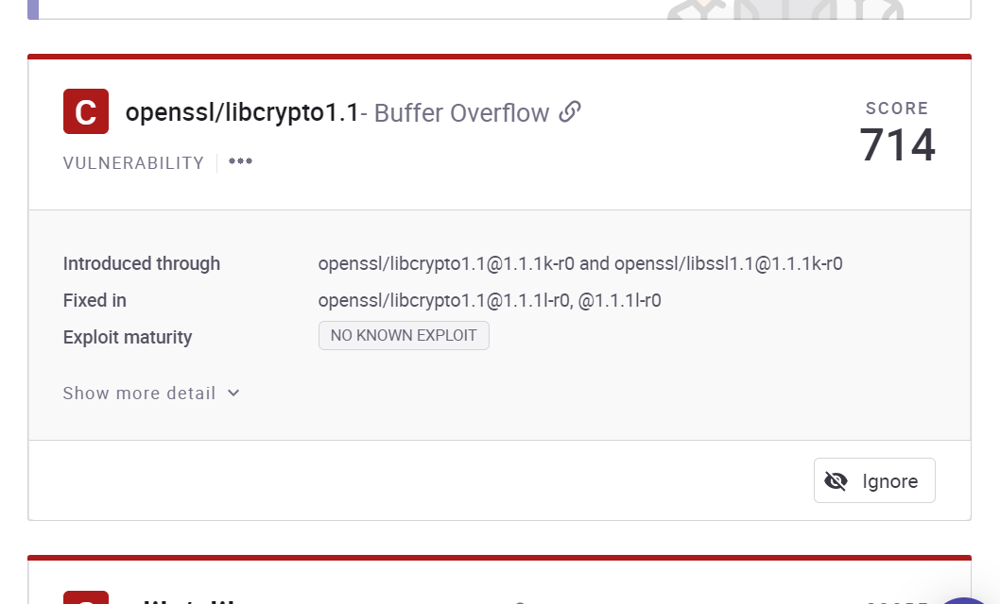 C openssl/libcrypto1.1- Buffer Overflow
SCORE
714
VULNERABILITY
Introduced through openssl/libcrypto1.1@1.1.1k-r0 and openssl/libssl1.1@1.1.1k-r0
Fixed in openssl/libcrypto1.1@1.1.1l-r0, @1.1.1l-r0
Exploit maturity NO KNOWN EXPLOIT
Show more detail
Ignore